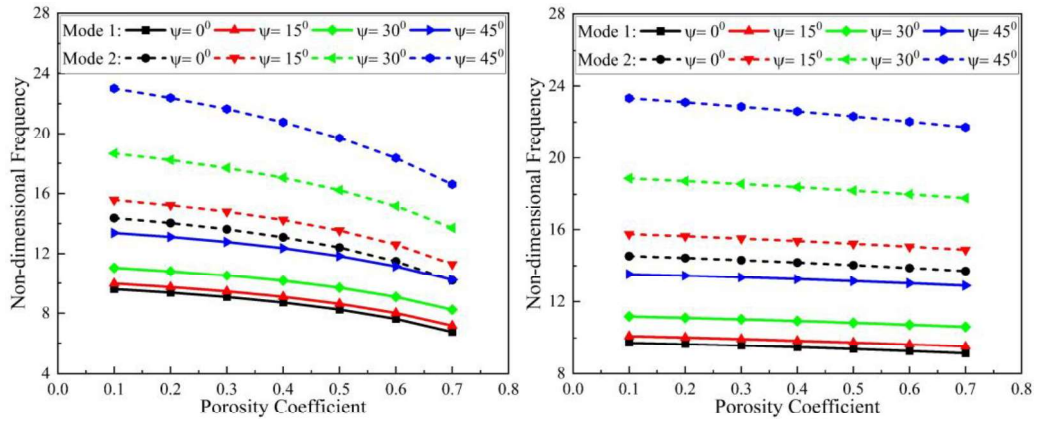 28
24
20
16
12
8
4
Non-dimensional Frequency
Mode 1: ψ= 0⁰ ψ= 15⁰ ψ= 30⁰ ψ= 45⁰
Mode 2: ψ= 0⁰ ψ= 15⁰ ψ= 30⁰ ψ= 45⁰
0.0 0.1 0.2 0.3 0.4 0.5 0.6 0.7 0.8
Porosity Coefficient
28
24
20
16
12
8
Non-dimensional Frequency
Mode 1: ψ= 0⁰ ψ= 15⁰ ψ= 30⁰ ψ= 45⁰
Mode 2: ψ= 0⁰ ψ= 15⁰ ψ= 30⁰ ψ= 45⁰
0.0 0.1 0.2 0.3 0.4 0.5 0.6 0.7 0.8
Porosity Coefficient